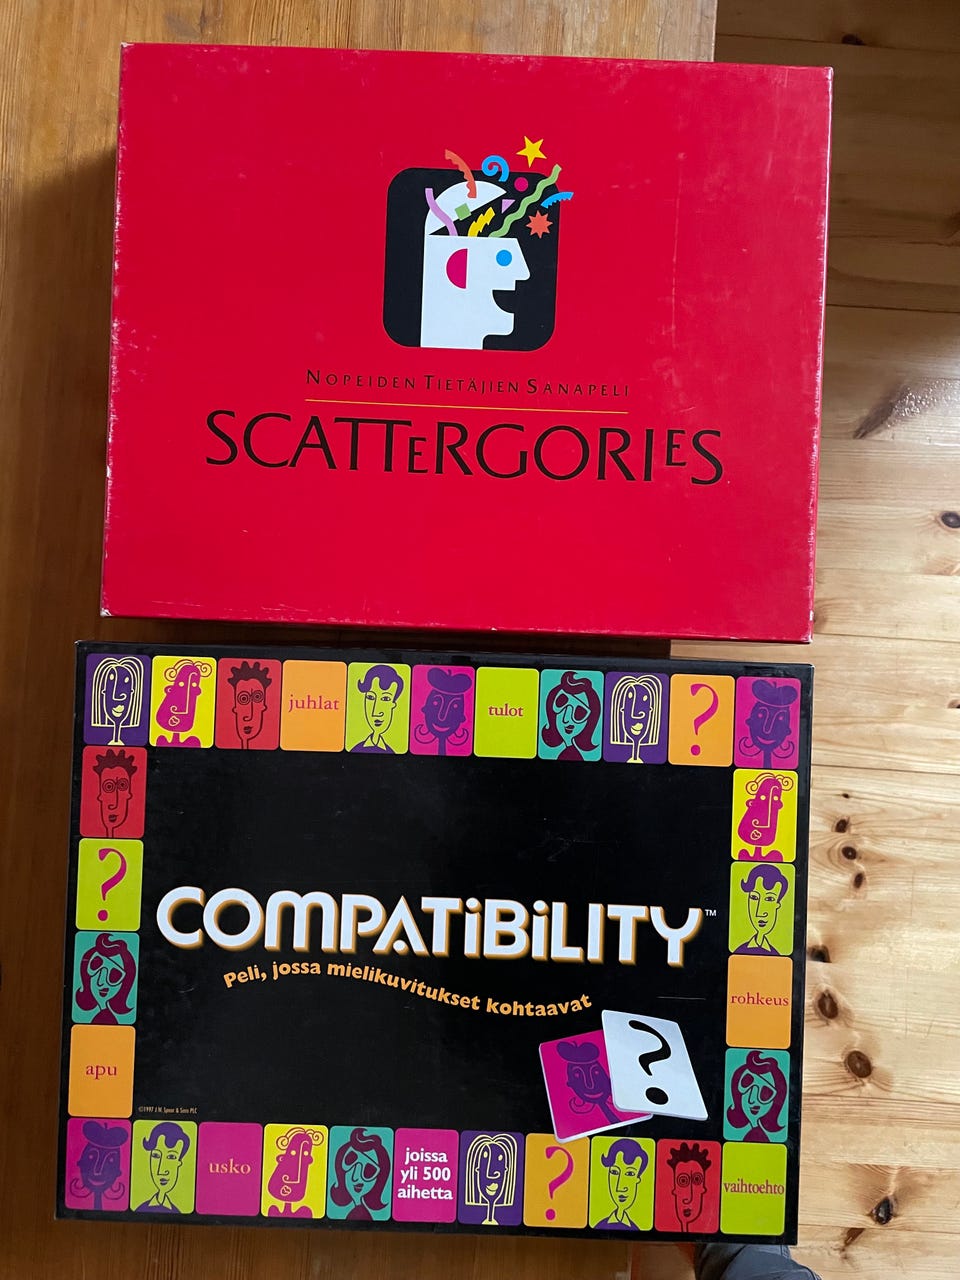 NOPEIDEN TIETÄJIEN SANAPELI
SCATTERGORIES
juhlat
tulot
?
?
COMPATiBiLITY™
Peli, jossa mielikuvitukset kohtaavat
rohkeus
?
apu
©1997 J.W. Spear & Sons PLC
usko
joissa
yli 500
aihetta
?
vaihtoehto